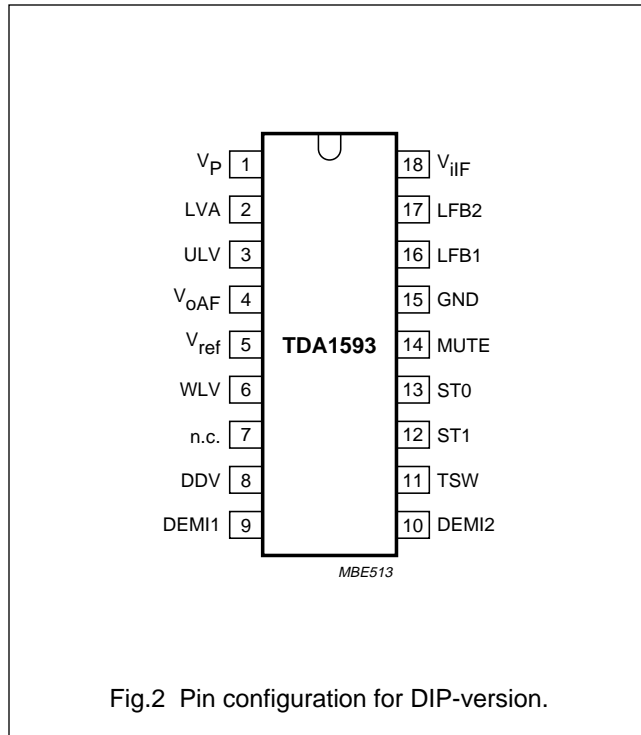 V_P 1 18 V_iIF
LVA 2 17 LFB2
ULV 3 16 LFB1
V_oAF 4 15 GND
V_ref 5 TDA1593 14 MUTE
WLV 6 13 ST0
n.c. 7 12 ST1
DDV 8 11 TSW
DEMI1 9 10 DEMI2
MBE513
Fig.2 Pin configuration for DIP-version.